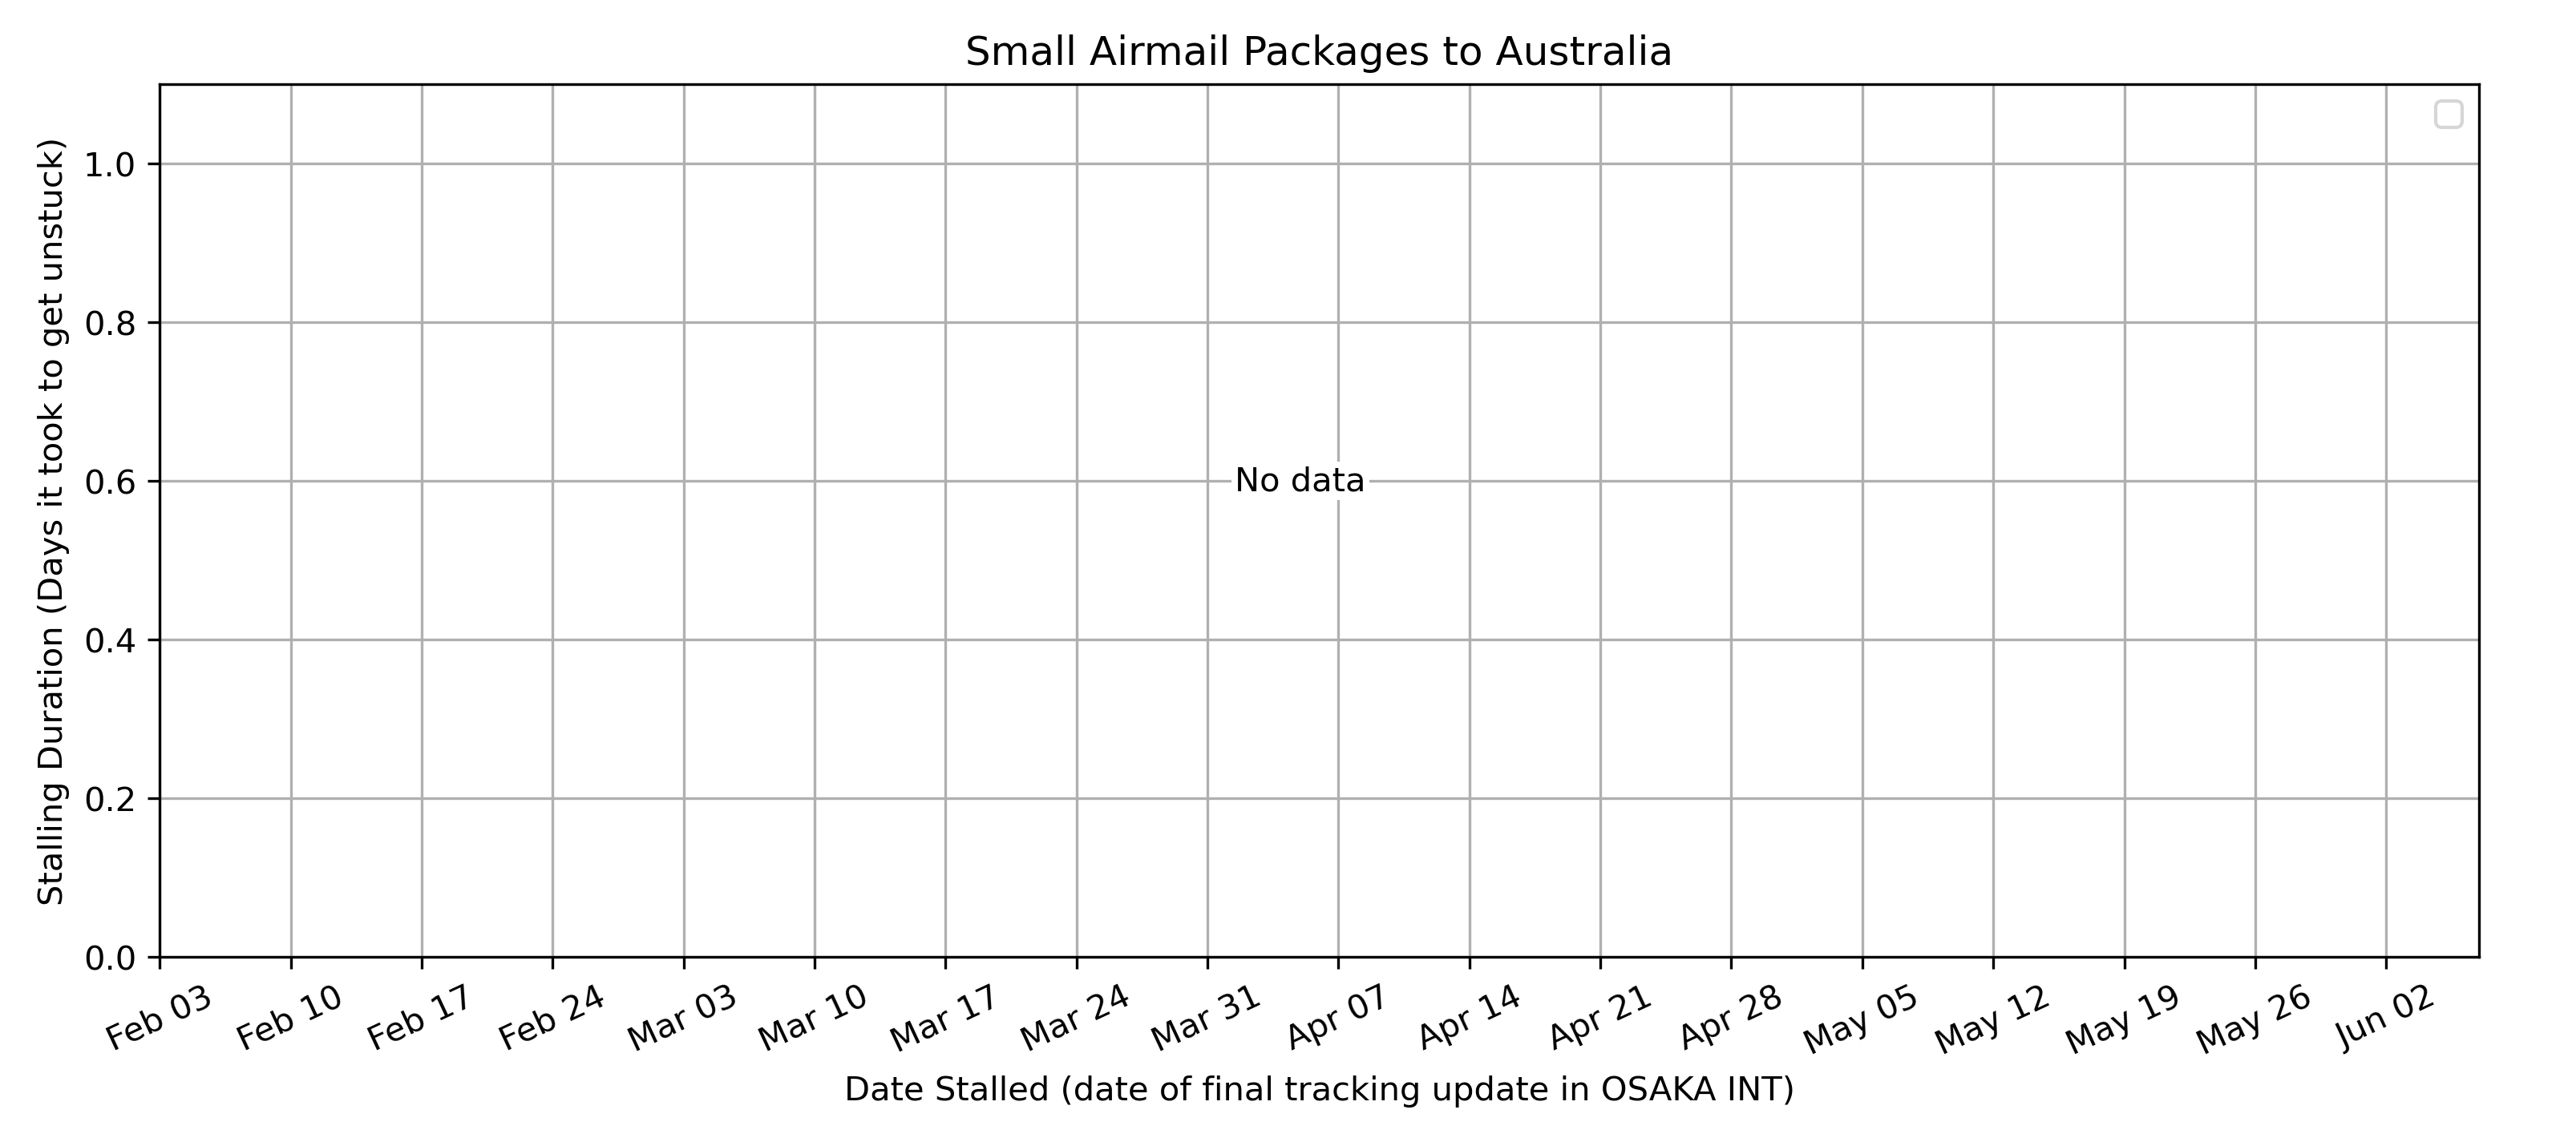 Small Airmail Packages to Australia
Stalling Duration (Days it took to get unstuck)
1.0
0.8
0.6
0.4
0.2
0.0
No data
Feb 03 Feb 10 Feb 17 Feb 24 Mar 03 Mar 10 Mar 17 Mar 24 Mar 31 Apr 07 Apr 14 Apr 21 Apr 28 May 05 May 12 May 19 May 26 Jun 02
Date Stalled (date of final tracking update in OSAKA INT)